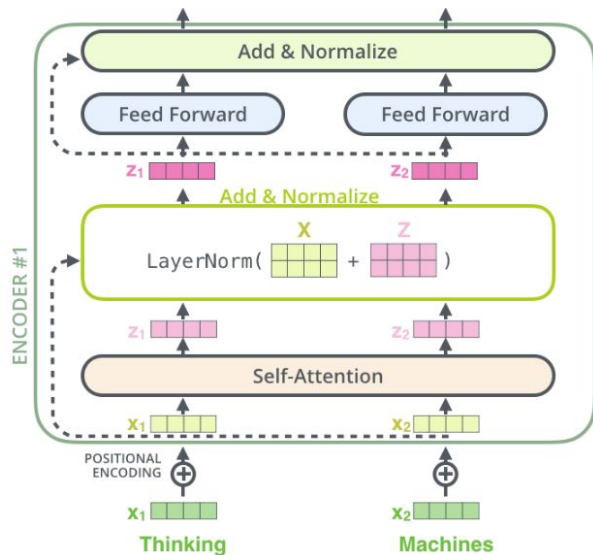 Add & Normalize
Feed Forward Feed Forward
z₁ z₂
Add & Normalize
X Z
LayerNorm( + )
ENCODER #1
z₁ z₂
Self-Attention
x₁ x₂
POSITIONAL
ENCODING
x₁ x₂
Thinking Machines